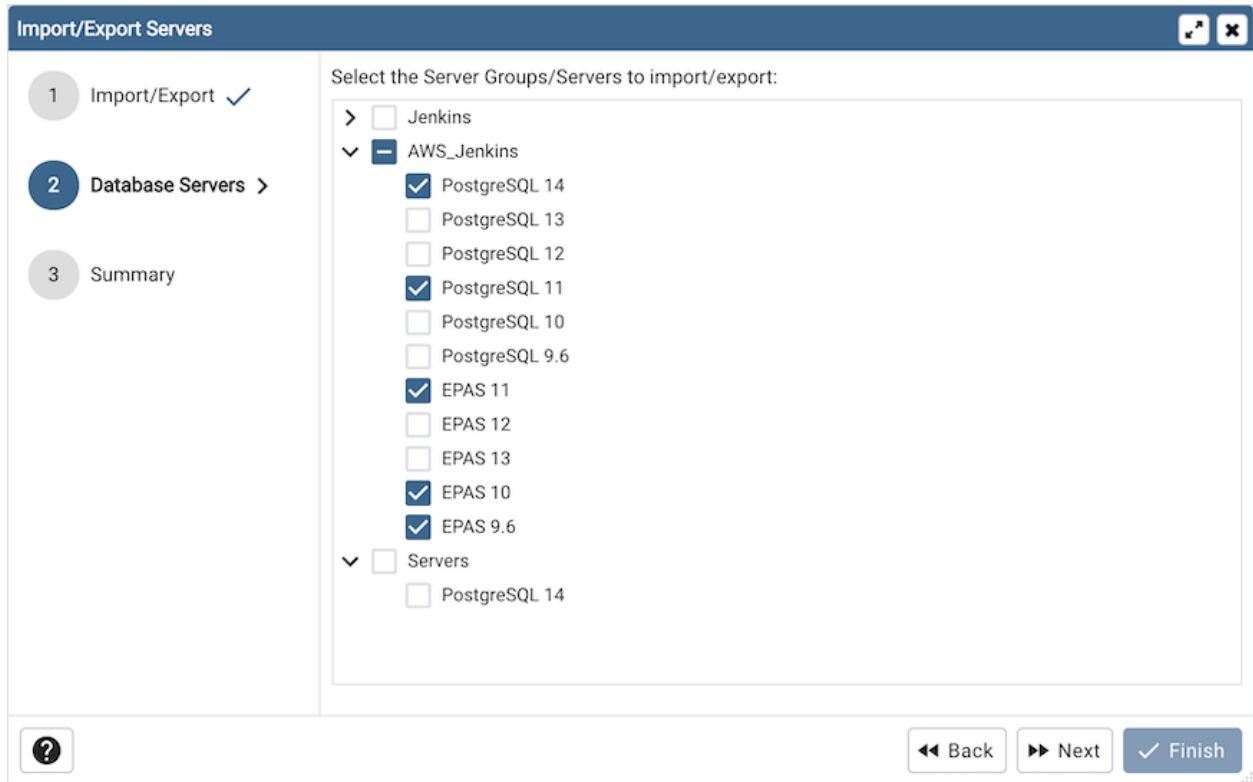 Import/Export Servers
1 Import/Export
2 Database Servers
3 Summary
Select the Server Groups/Servers to import/export:
Jenkins
AWS_Jenkins
PostgreSQL 14
PostgreSQL 13
PostgreSQL 12
PostgreSQL 11
PostgreSQL 10
PostgreSQL 9.6
EPAS 11
EPAS 12
EPAS 13
EPAS 10
EPAS 9.6
Servers
PostgreSQL 14
? Back Next Finish